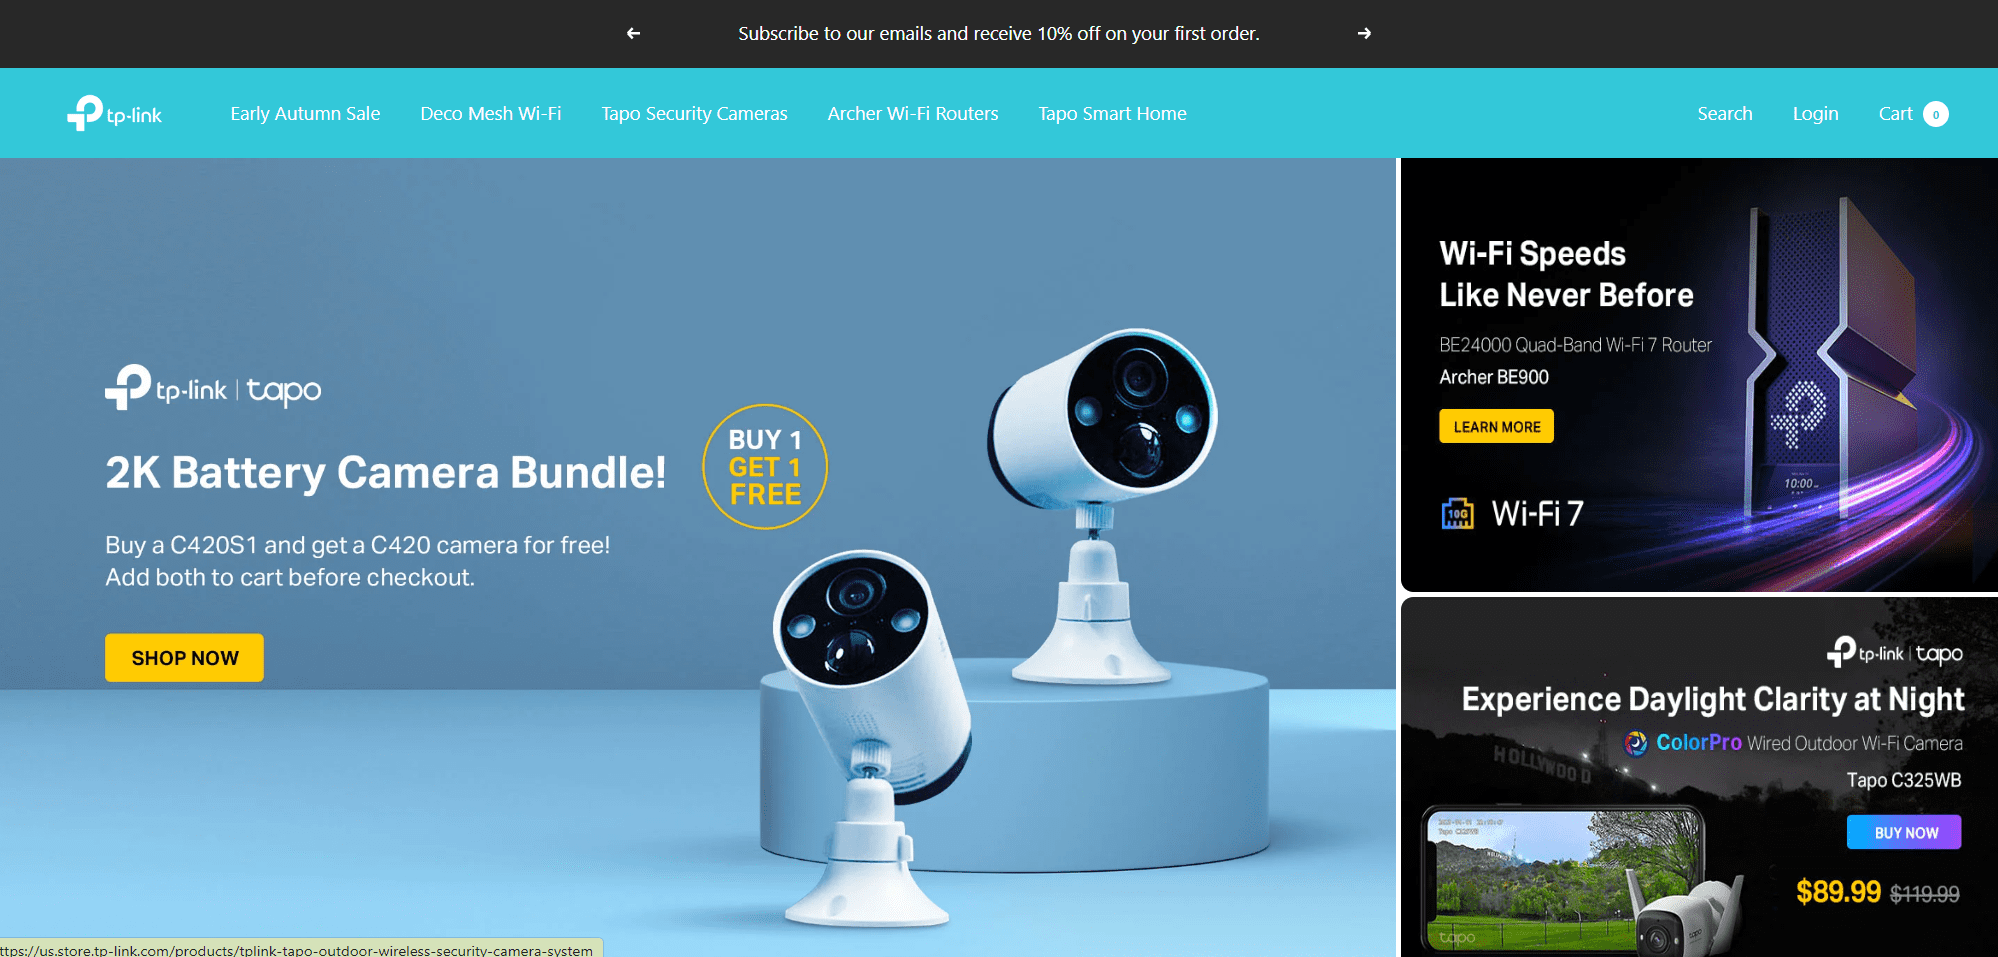 Subscribe to our emails and receive 10% off on your first order.
tp-link
Early Autumn Sale
Deco Mesh Wi-Fi
Tapo Security Cameras
Archer Wi-Fi Routers
Tapo Smart Home
Search
Login
Cart
0
tp-link | tapo
2K Battery Camera Bundle!
BUY 1
GET 1
FREE
Buy a C420S1 and get a C420 camera for free!
Add both to cart before checkout.
SHOP NOW
Wi-Fi Speeds
Like Never Before
BE24000 Quad-Band Wi-Fi 7 Router
Archer BE900
LEARN MORE
10G
Wi-Fi 7
10:00
tp-link | tapo
Experience Daylight Clarity at Night
ColorPro Wired Outdoor Wi-Fi Camera
HOLLYWOOD
Tapo C325WB
BUY NOW
$89.99 $119.99
Tapo C325WB
tapo
tapo
ttps://us.store.tp-link.com/products/tplink-tapo-outdoor-wireless-security-camera-system